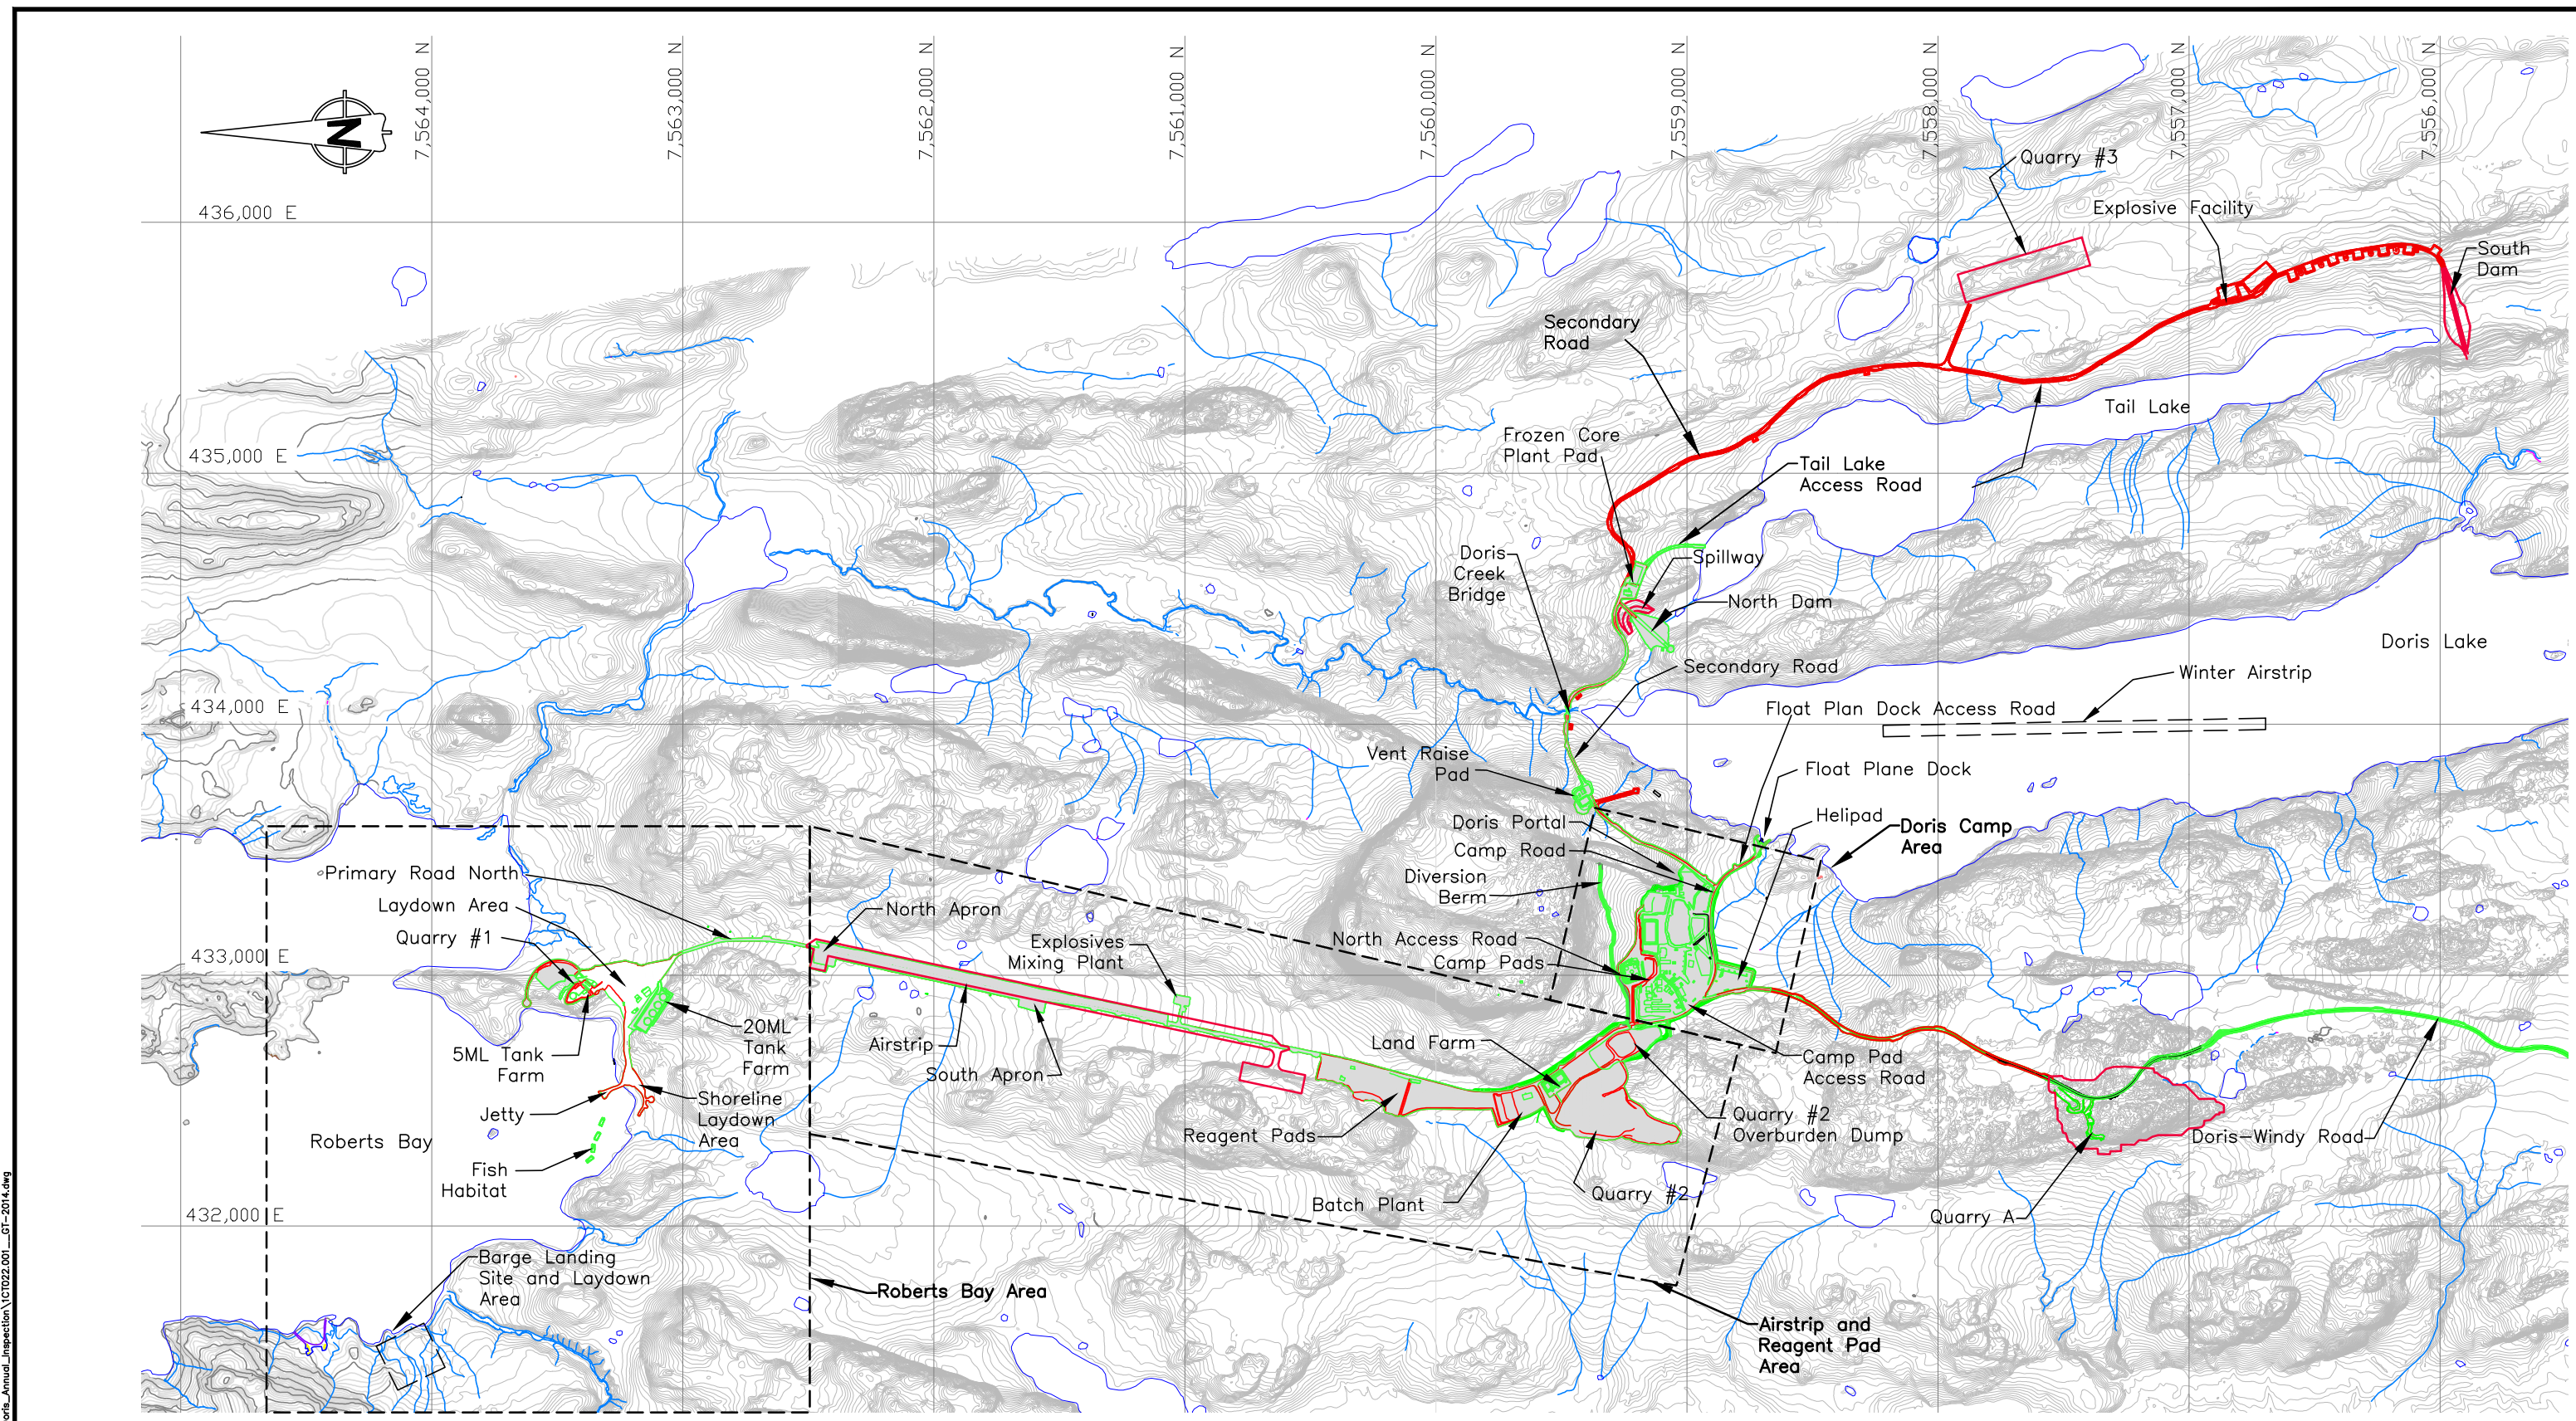 7,564,000 N
7,563,000 N
7,562,000 N
7,561,000 N
7,560,000 N
7,559,000 N
7,558,000 N
7,557,000 N
7,556,000 N
N
436,000 E
435,000 E
434,000 E
433,000 E
432,000 E
Quarry #3
Explosive Facility
South
Dam
Secondary
Road
Tail Lake
Frozen Core
Plant Pad
Tail Lake
Access Road
Doris
Creek
Bridge
Spillway
North Dam
Doris Lake
Secondary Road
Winter Airstrip
Float Plan Dock Access Road
Vent Raise
Pad
Float Plane Dock
Doris Portal
Helipad
Camp Road
Doris Camp
Area
Diversion
Berm
Primary Road North
Laydown Area
North Apron
Quarry #1
Explosives
Mixing Plant
North Access Road
Camp Pads
20ML
Tank
Farm
5ML Tank
Farm
Airstrip
South Apron
Land Farm
Camp Pad
Access Road
Jetty
Shoreline
Laydown
Area
Roberts Bay
Reagent Pads
Quarry #2
Overburden Dump
Doris-Windy Road
Fish
Habitat
Batch Plant
Quarry #2
Quarry A
Barge Landing
Site and Laydown
Area
Roberts Bay Area
Airstrip and
Reagent Pad
Area
oris_Annual_Inspection\1CT022.001__GT-2014.dwg